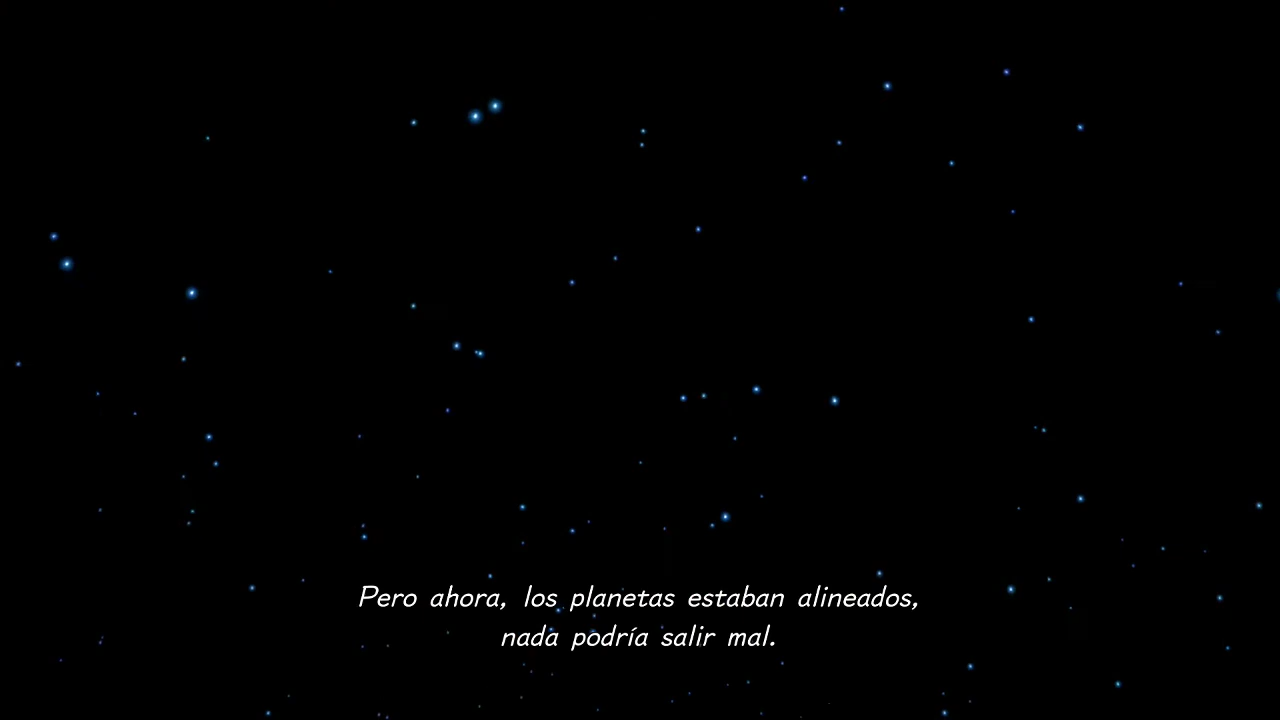 Pero ahora, los planetas estaban alineados,
nada podría salir mal.